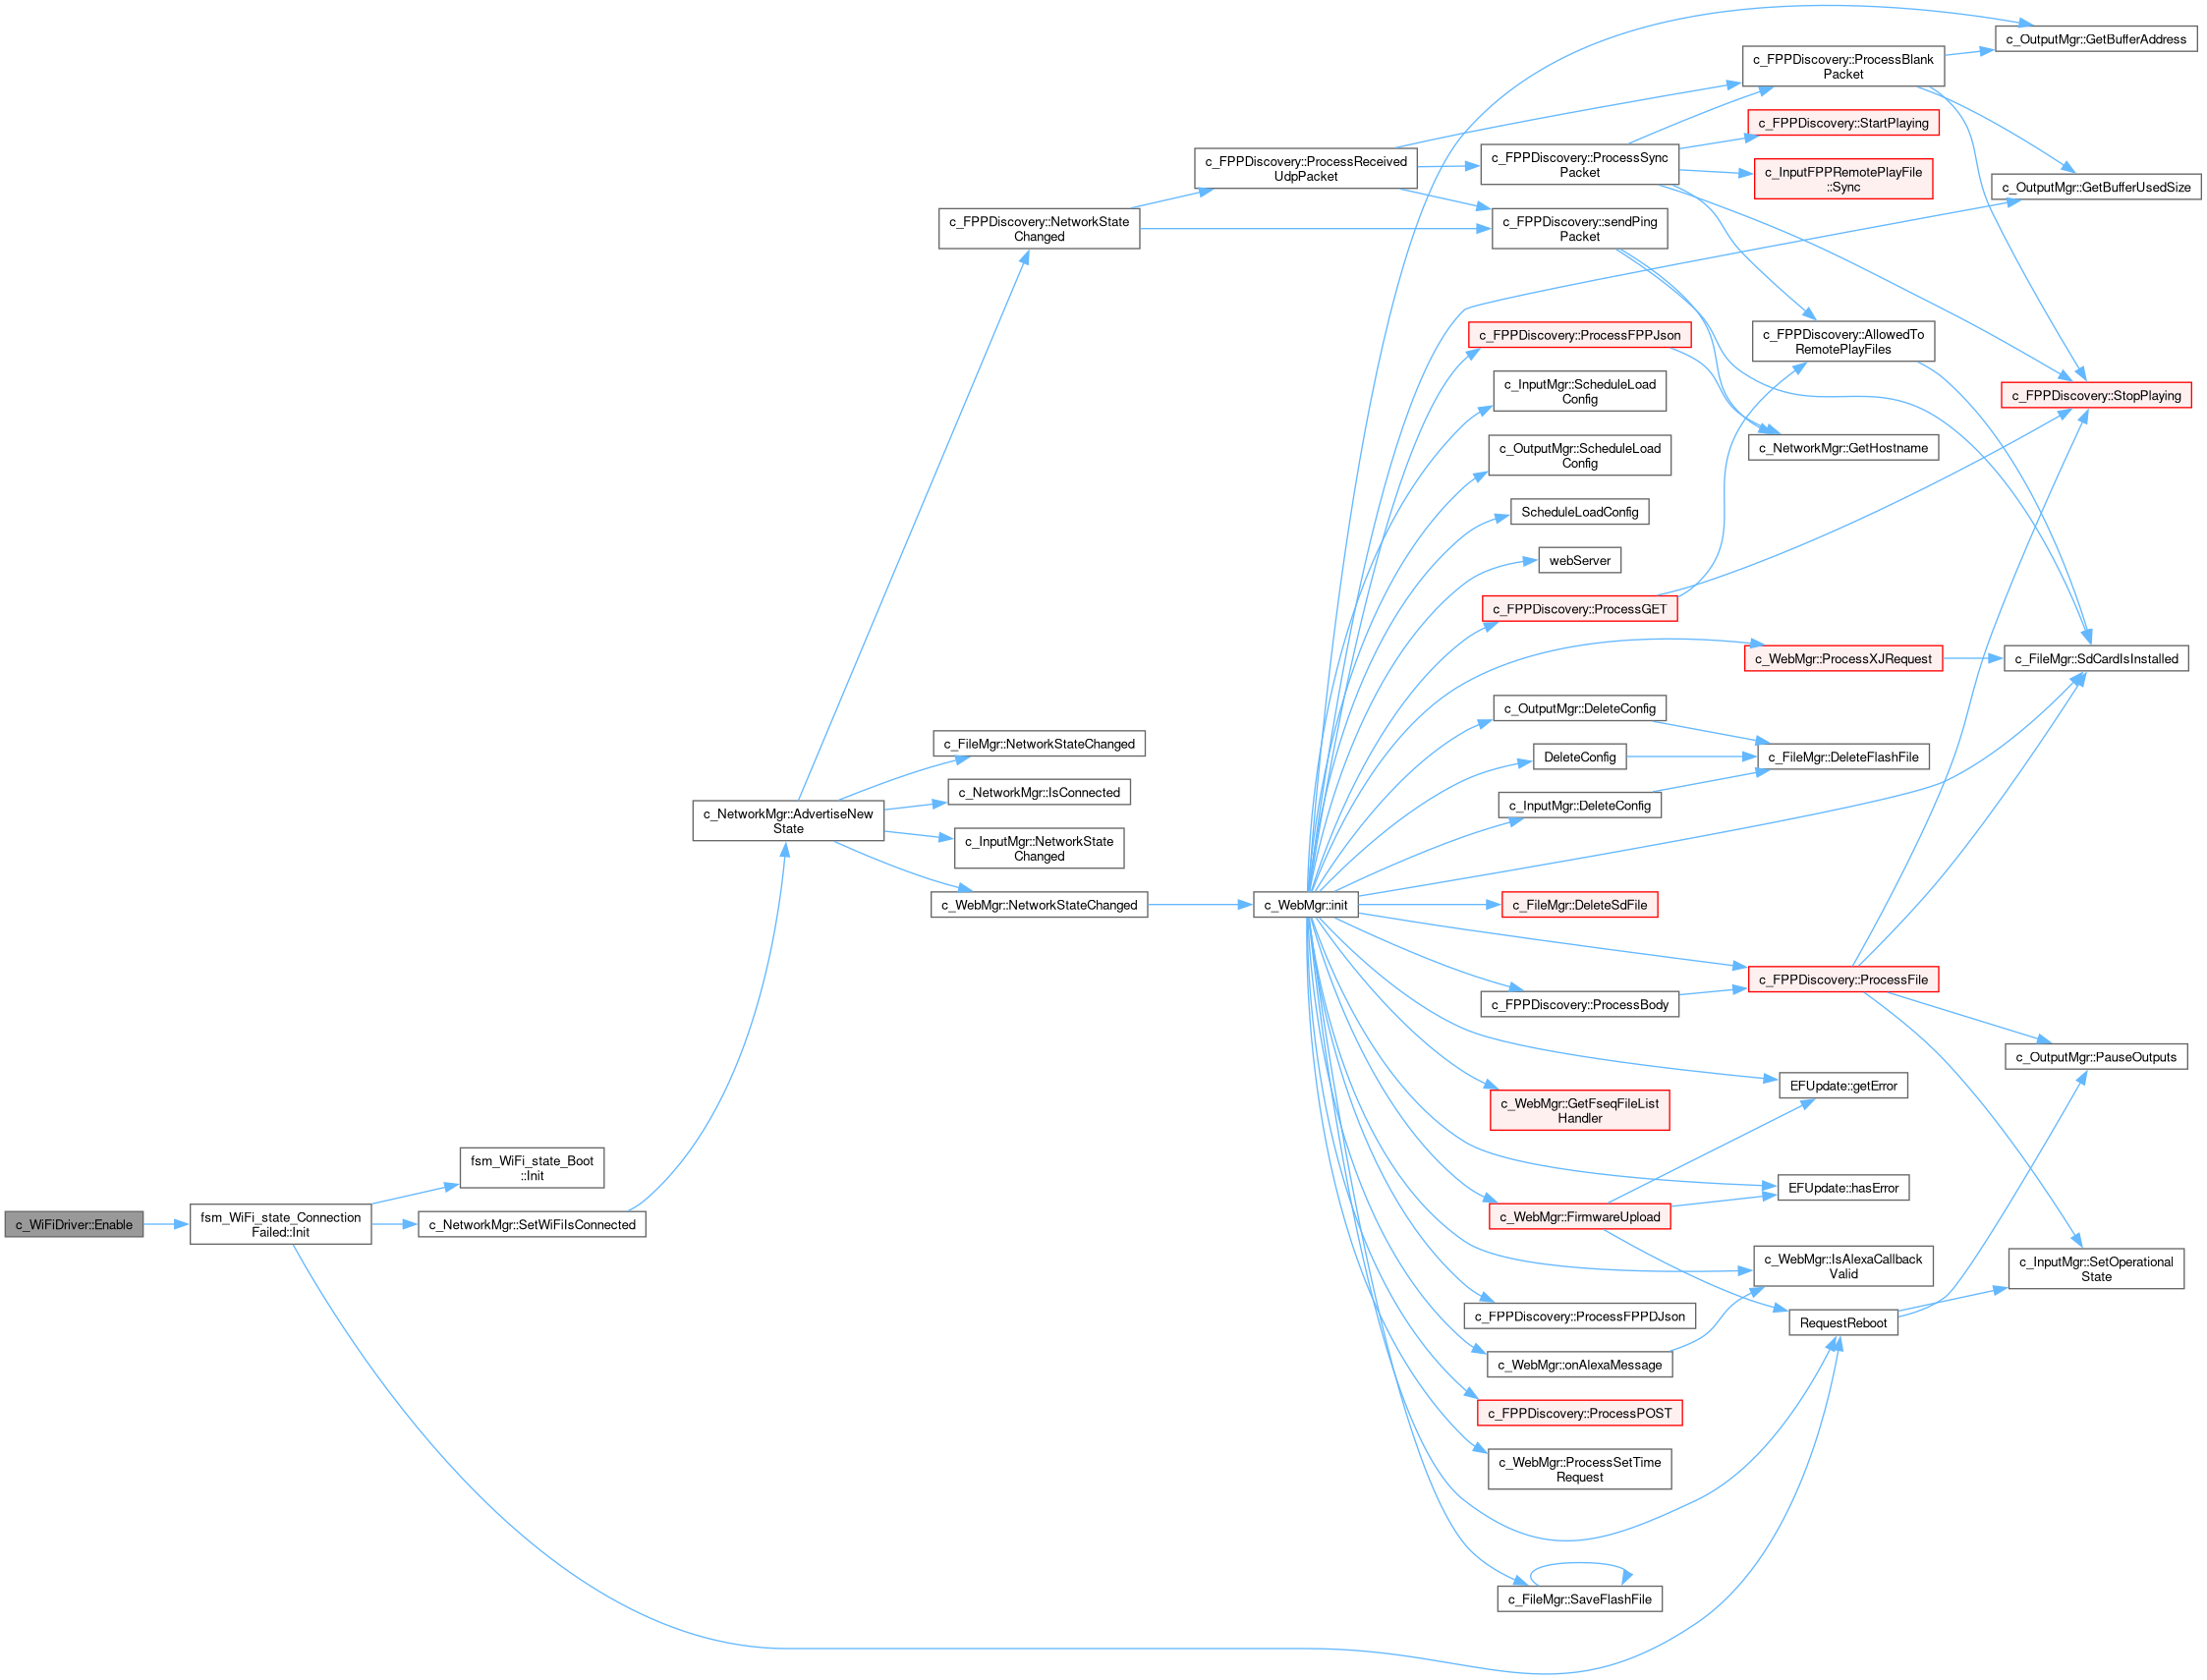 c_WiFiDriver::Enable
fsm_WiFi_state_Connection
Failed::Init
fsm_WiFi_state_Boot
::Init
c_NetworkMgr::SetWiFiIsConnected
c_NetworkMgr::AdvertiseNew
State
c_FPPDiscovery::NetworkState
Changed
c_FileMgr::NetworkStateChanged
c_NetworkMgr::IsConnected
c_InputMgr::NetworkState
Changed
c_WebMgr::NetworkStateChanged
c_FPPDiscovery::ProcessReceived
UdpPacket
c_WebMgr::init
c_FPPDiscovery::ProcessSync
Packet
c_FPPDiscovery::sendPing
Packet
c_FPPDiscovery::ProcessFPPJson
c_InputMgr::ScheduleLoad
Config
c_OutputMgr::ScheduleLoad
Config
ScheduleLoadConfig
webServer
c_FPPDiscovery::ProcessGET
c_OutputMgr::DeleteConfig
DeleteConfig
c_InputMgr::DeleteConfig
c_FileMgr::DeleteSdFile
c_FPPDiscovery::ProcessBody
c_WebMgr::GetFseqFileList
Handler
c_WebMgr::FirmwareUpload
c_FPPDiscovery::ProcessFPPDJson
c_WebMgr::onAlexaMessage
c_FPPDiscovery::ProcessPOST
c_WebMgr::ProcessSetTime
Request
c_FileMgr::SaveFlashFile
c_FPPDiscovery::ProcessBlank
Packet
c_FPPDiscovery::StartPlaying
c_InputFPPRemotePlayFile
::Sync
c_FPPDiscovery::AllowedTo
RemotePlayFiles
c_NetworkMgr::GetHostname
c_WebMgr::ProcessXJRequest
c_FileMgr::DeleteFlashFile
c_FPPDiscovery::ProcessFile
EFUpdate::getError
EFUpdate::hasError
c_WebMgr::IsAlexaCallback
Valid
RequestReboot
c_OutputMgr::GetBufferAddress
c_OutputMgr::GetBufferUsedSize
c_FPPDiscovery::StopPlaying
c_FileMgr::SdCardIsInstalled
c_OutputMgr::PauseOutputs
c_InputMgr::SetOperational
State